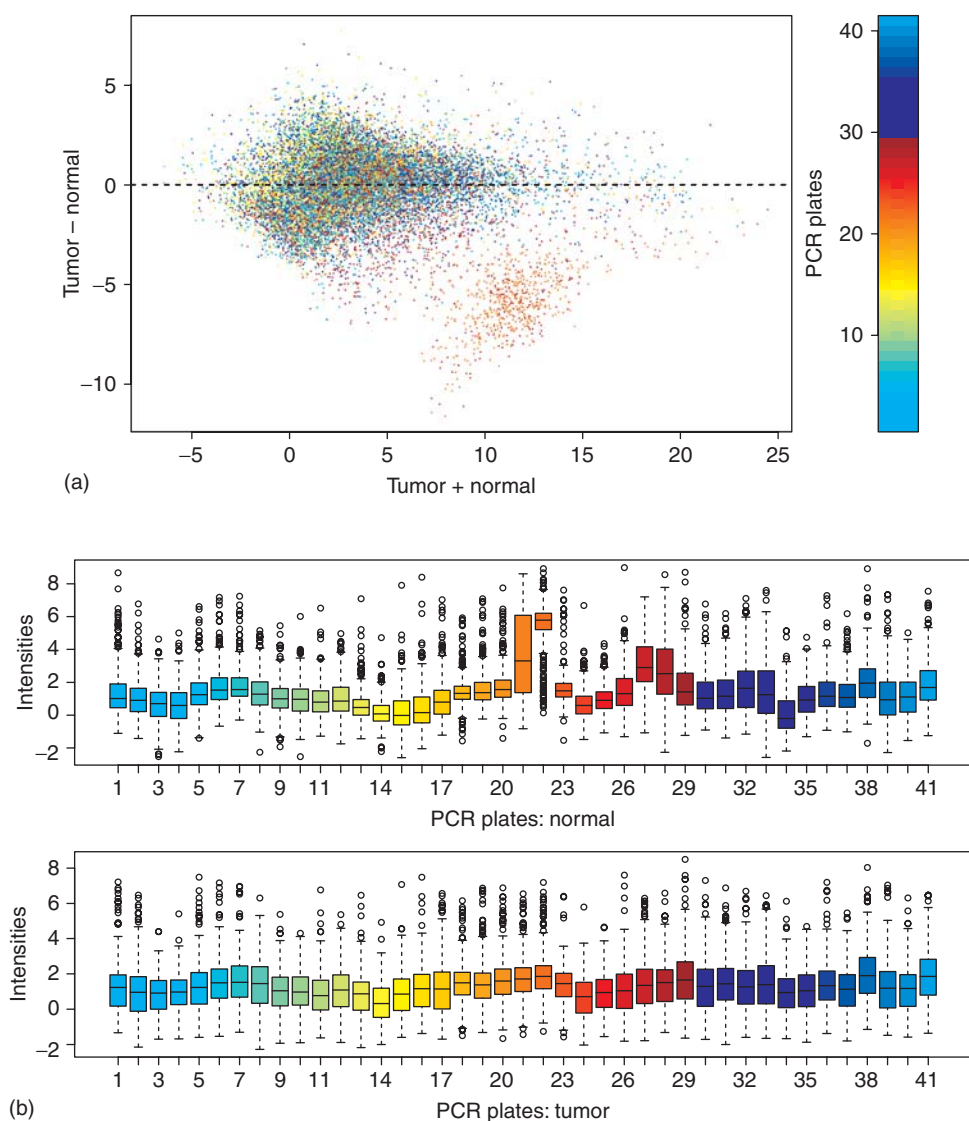 5
0
−5
−10
Tumor − normal
−5 0 5 10 15 20 25
Tumor + normal
(a)
40
30
20
10
PCR plates
8
6
4
2
0
−2
Intensities
1 3 5 7 9 11 14 17 20 23 26 29 32 35 38 41
PCR plates: normal
8
6
4
2
0
−2
Intensities
1 3 5 7 9 11 14 17 20 23 26 29 32 35 38 41
PCR plates: tumor
(b)